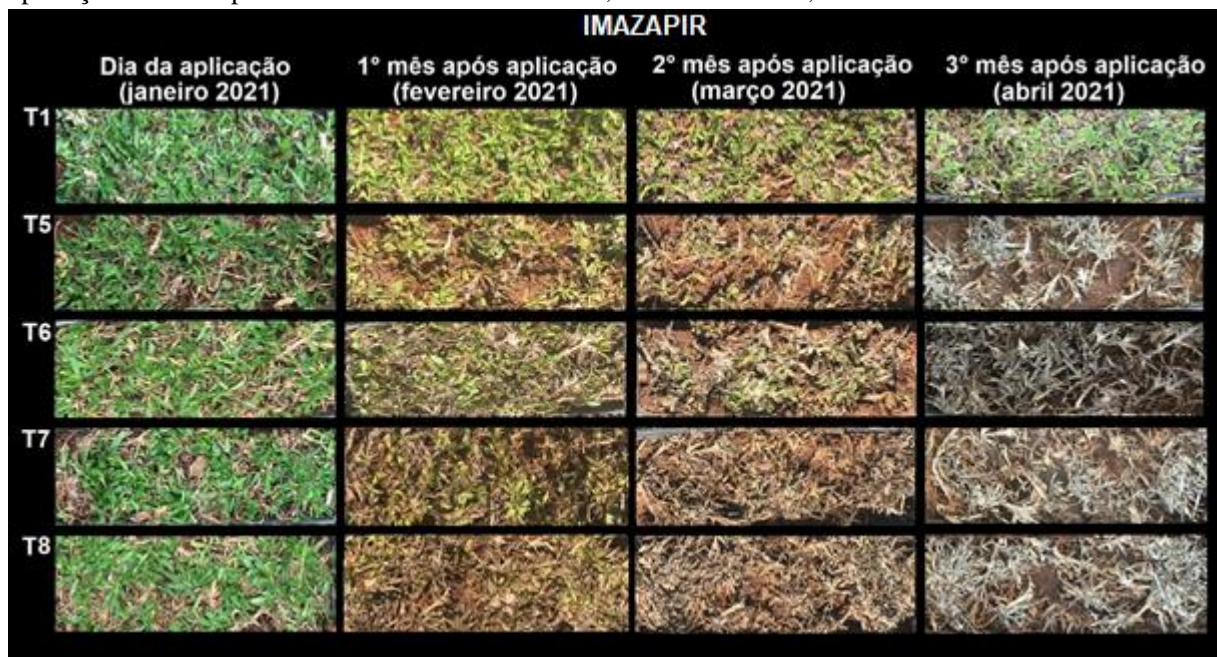 IMAZAPIR
Dia da aplicação
(janeiro 2021)
1º mês após aplicação
(fevereiro 2021)
2º mês após aplicação
(março 2021)
3º mês após aplicação
(abril 2021)
T1
T5
T6
T7
T8